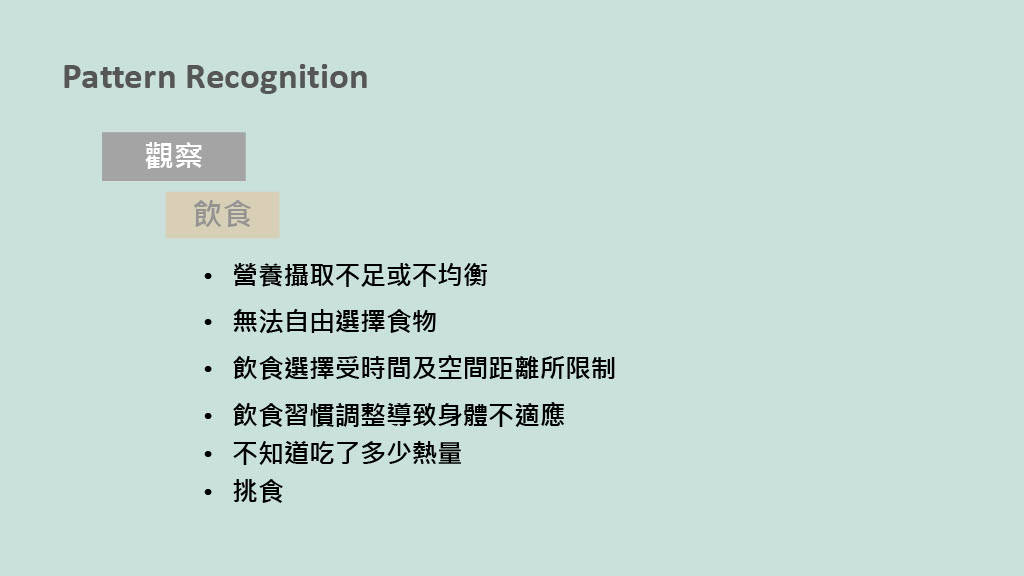 Pattern Recognition
觀察
飲食
• 營養攝取不足或不均衡
• 無法自由選擇食物
• 飲食選擇受時間及空間距離所限制
• 飲食習慣調整導致身體不適應
• 不知道吃了多少熱量
• 挑食